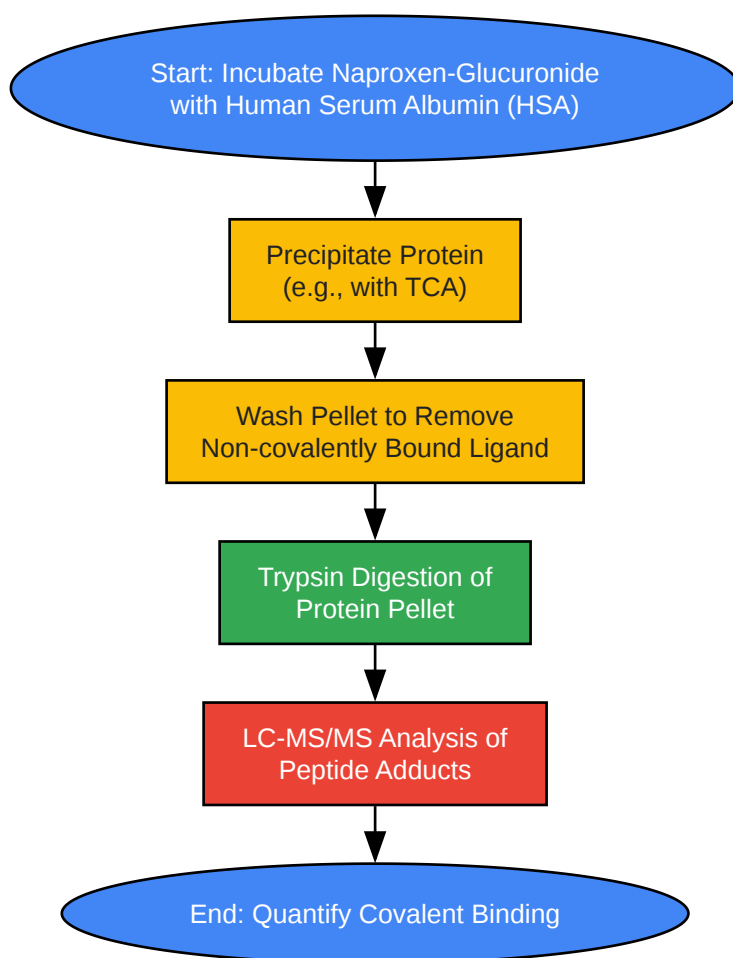 Start: Incubate Naproxen-Glucuronide
with Human Serum Albumin (HSA)
Precipitate Protein
(e.g., with TCA)
Wash Pellet to Remove
Non-covalently Bound Ligand
Trypsin Digestion of
Protein Pellet
LC-MS/MS Analysis of
Peptide Adducts
End: Quantify Covalent Binding